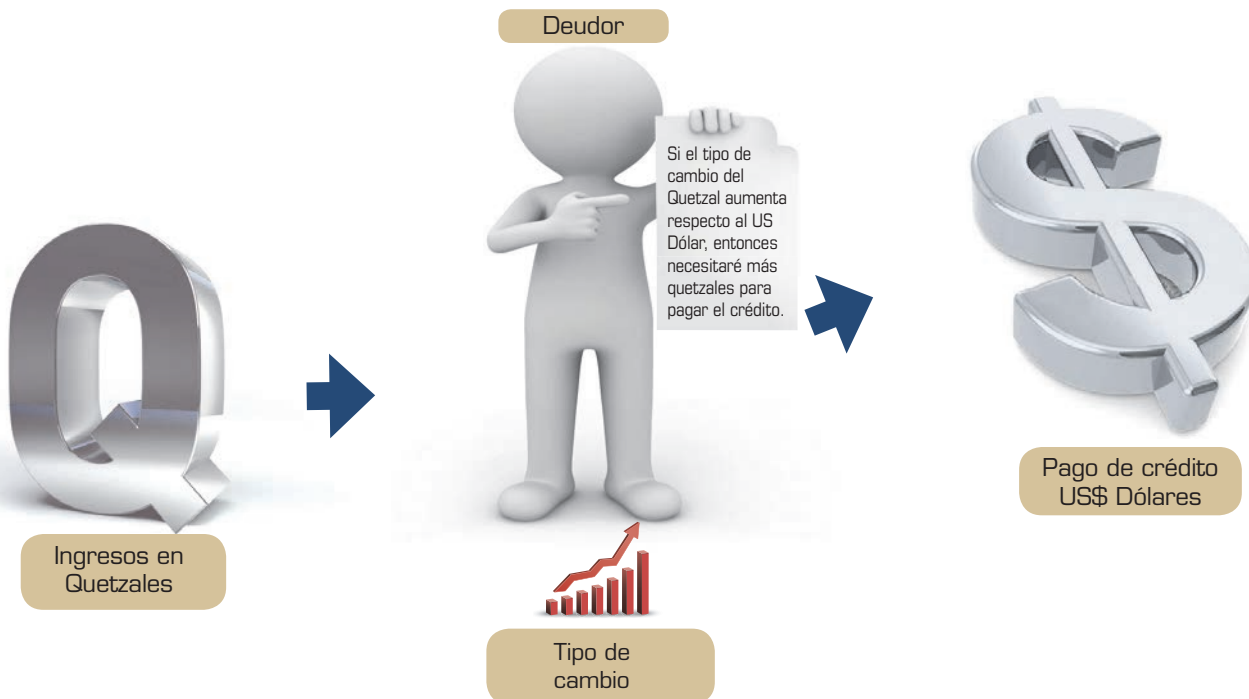 Deudor
Si el tipo de
cambio del
Quetzal aumenta
respecto al US
Dólar, entonces
necesitaré más
quetzales para
pagar el crédito.
Ingresos en
Quetzales
Pago de crédito
US$ Dólares
Tipo de
cambio